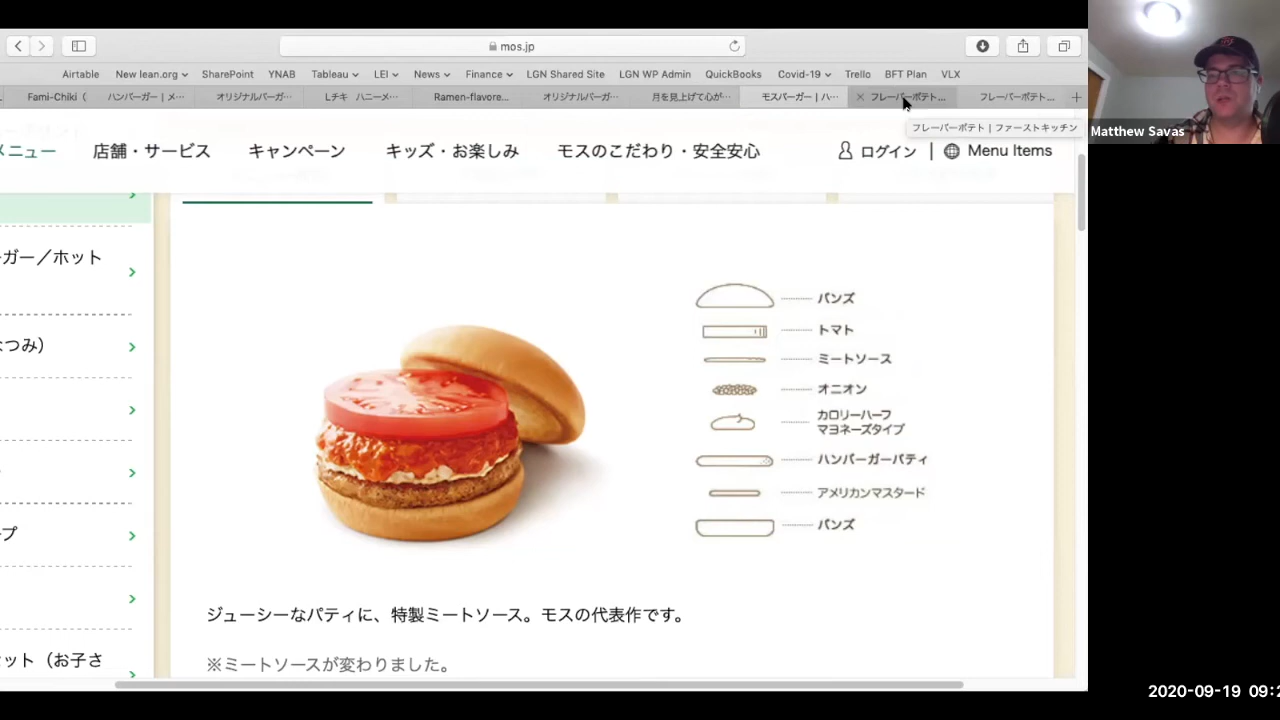 mos.jp
Airtable New lean.org SharePoint YNAB Tableau LEI News Finance LGN Shared Site LGN WP Admin QuickBooks Covid-19 Trello BFT Plan VLX
Fami-Chiki ( ハンバーガー | メ… オリジナルバーガ… Lチキ ハニーメ… Ramen-flavore… オリジナルバーガ… 月を見上げて心が… モスバーガー | ハ… フレーバーポテト… フレーバーポテト…
フレーバーポテト | ファーストキッチン
Matthew Savas
メニュー 店舗・サービス キャンペーン キッズ・お楽しみ モスのこだわり・安全安心 ログイン | Menu Items
ーガー／ホット
なつみ）
プ
ット（お子さ
バンズ
トマト
ミートソース
オニオン
カロリーハーフ
マヨネーズタイプ
ハンバーガーパティ
アメリカンマスタード
バンズ
ジューシーなパティに、特製ミートソース。モスの代表作です。
※ミートソースが変わりました。
2020-09-19 09:2